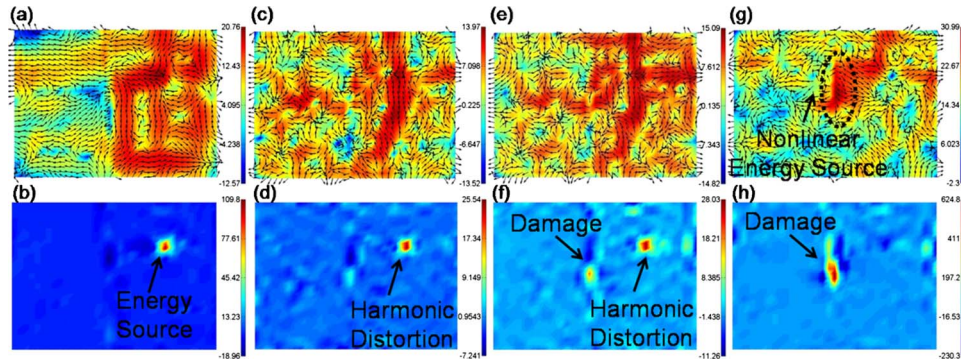 (a)
20.76
12.43
4.095
-4.238
-12.57
(c)
13.97
7.098
0.225
-6.647
-13.52
(e)
15.09
7.613
0.135
-7.343
-14.82
(g)
30.99
22.67
14.34
6.023
Nonlinear
Energy Source
(b)
109.8
77.61
45.42
13.23
-18.96
Energy
Source
(d)
25.54
17.34
9.149
0.9543
-7.241
Harmonic
Distortion
(f)
28.03
18.21
8.385
-1.438
-11.26
Damage
Harmonic
Distortion
(h)
624.8
411
197.2
-16.53
-230.3
Damage